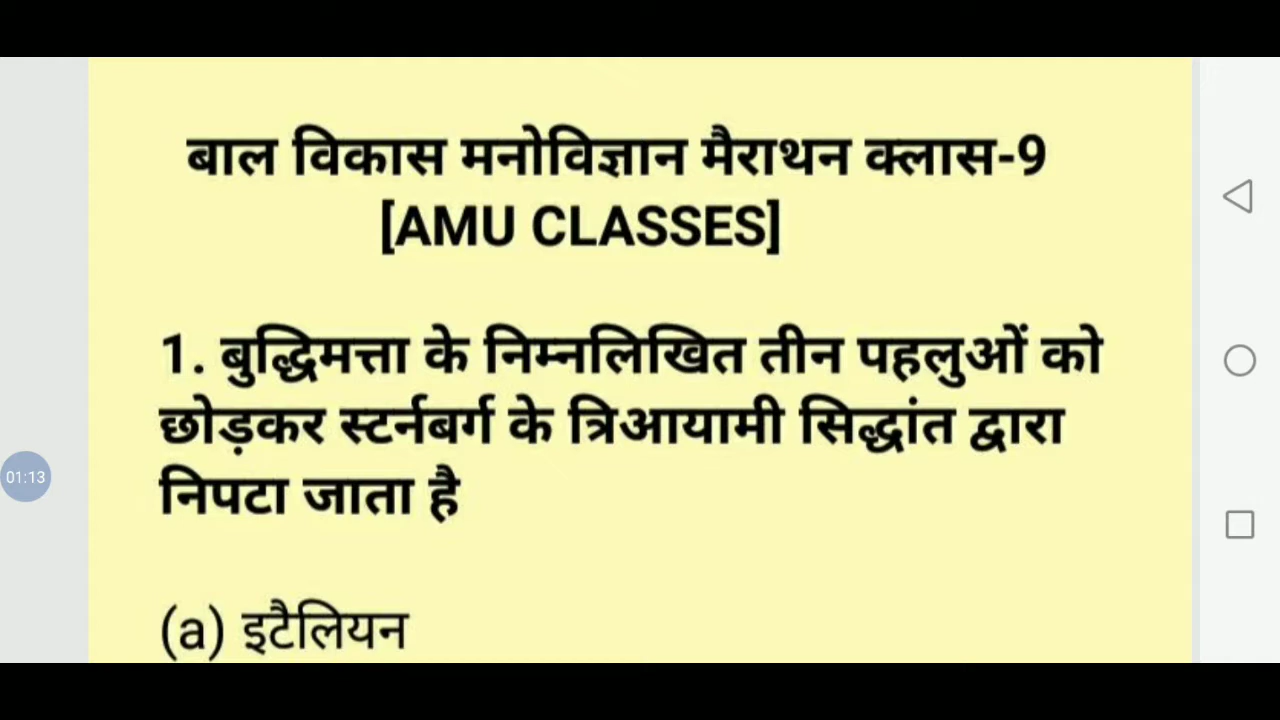 बाल विकास मनोविज्ञान मैराथन क्लास-9
[AMU CLASSES]
1. बुद्धिमत्ता के निम्नलिखित तीन पहलुओं को
छोड़कर स्टर्नबर्ग के त्रिआयामी सिद्धांत द्वारा
निपटा जाता है
01:13
(a) इटैलियन